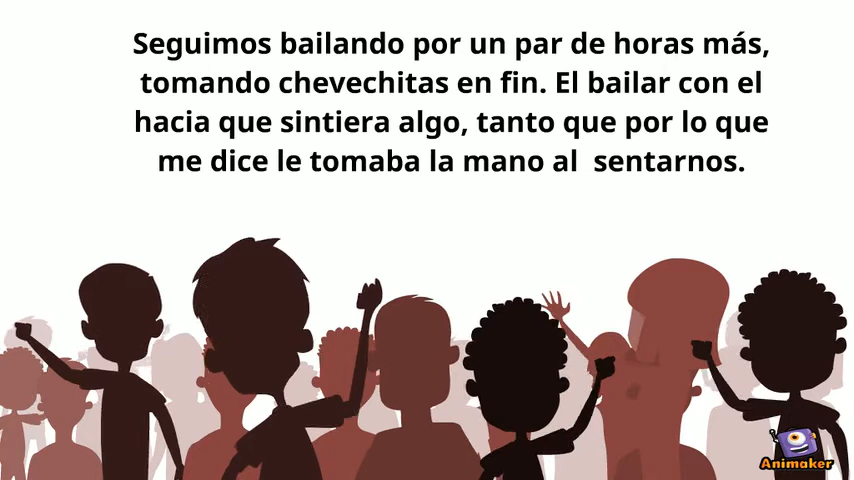 Seguimos bailando por un par de horas más,
tomando chevechitas en fin. El bailar con el
hacia que sintiera algo, tanto que por lo que
me dice le tomaba la mano al  sentarnos.
Animaker